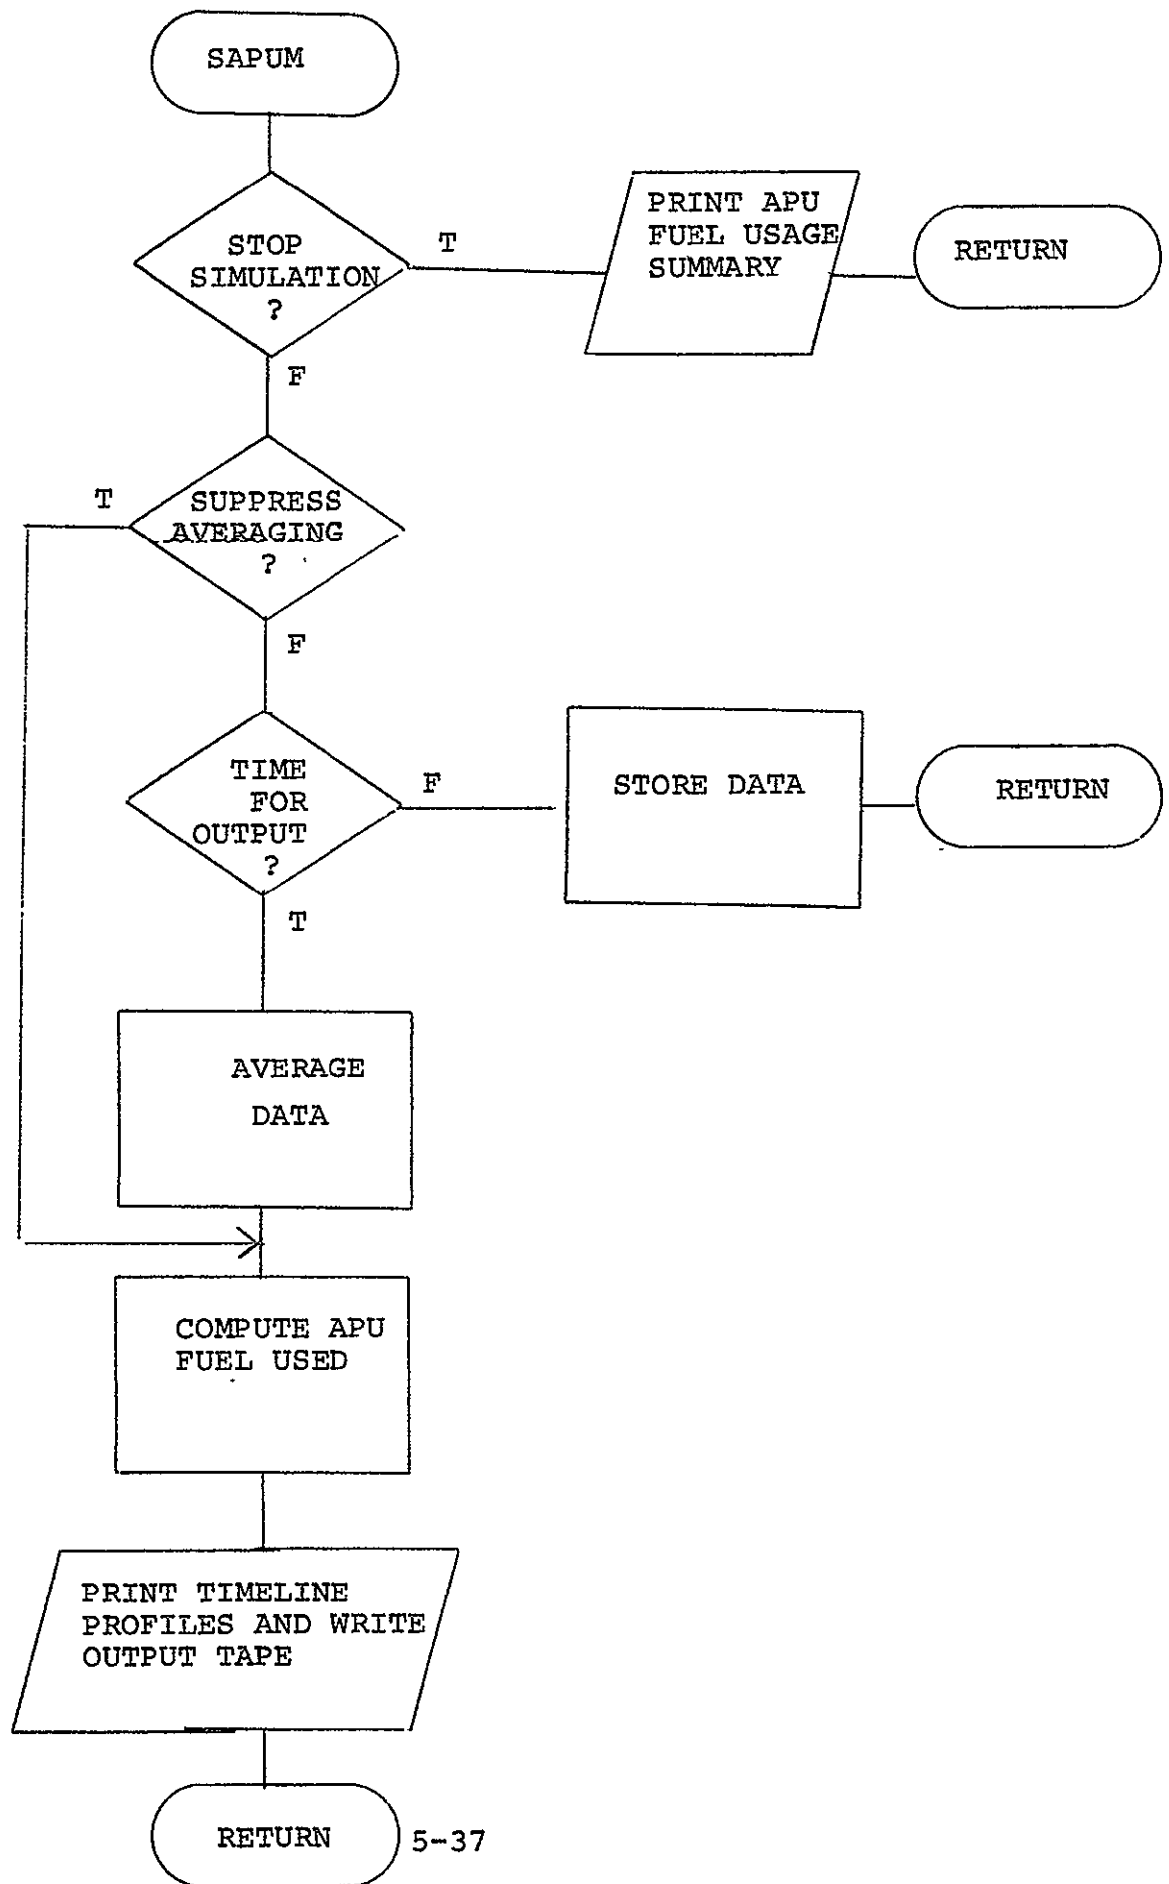 SAPUM
STOP
SIMULATION
?
T
PRINT APU
FUEL USAGE
SUMMARY
RETURN
F
T
SUPPRESS
AVERAGING
?
F
TIME
FOR
OUTPUT
?
F
STORE DATA
RETURN
T
AVERAGE
DATA
COMPUTE APU
FUEL USED
PRINT TIMELINE
PROFILES AND WRITE
OUTPUT TAPE
RETURN
5-37